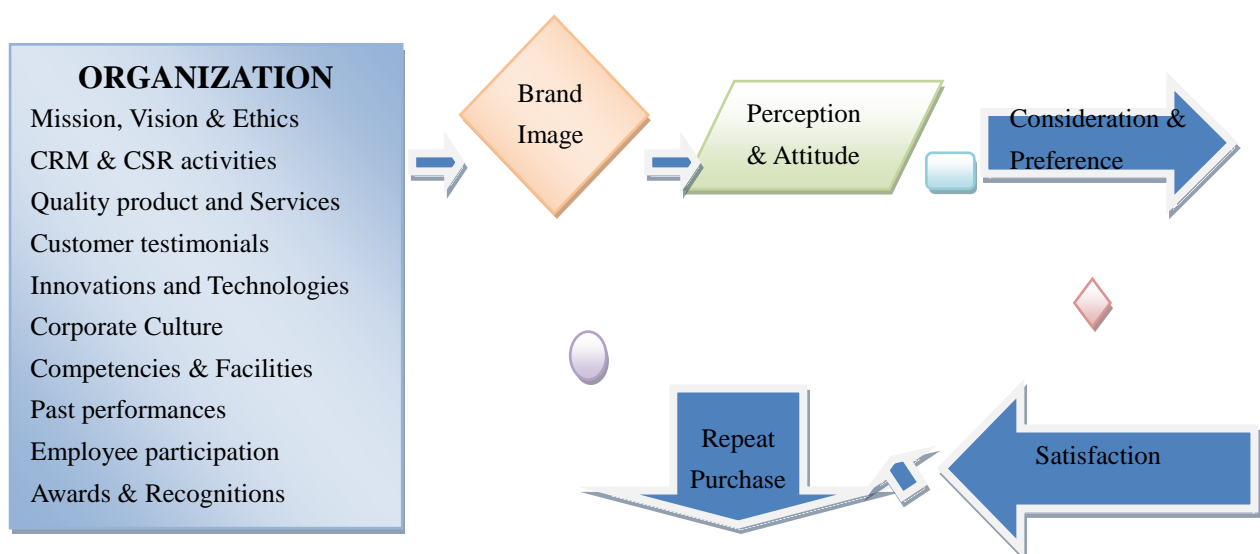 ORGANIZATION
Mission, Vision & Ethics
CRM & CSR activities
Quality product and Services
Customer testimonials
Innovations and Technologies
Corporate Culture
Competencies & Facilities
Past performances
Employee participation
Awards & Recognitions
Brand
Image
Perception
& Attitude
Consideration &
Preference
Satisfaction
Repeat
Purchase